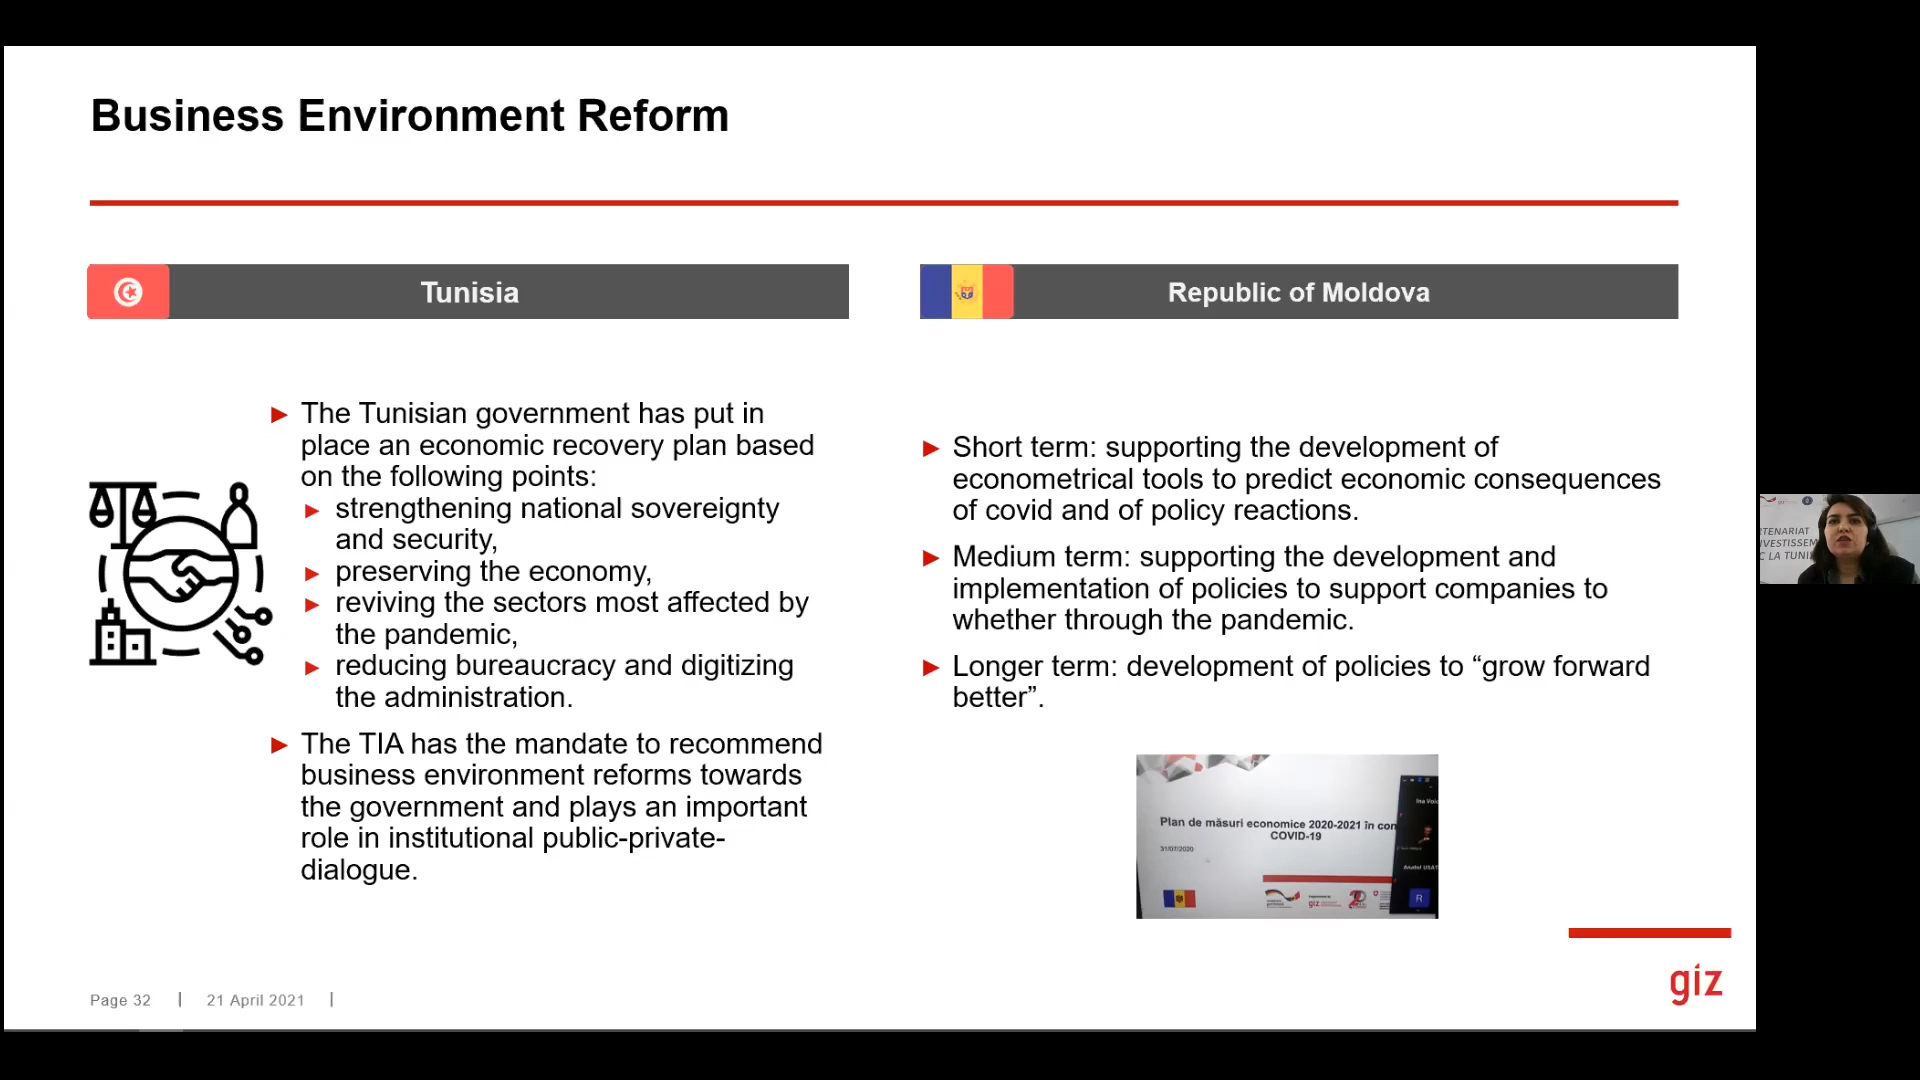 Business Environment Reform
Tunisia
The Tunisian government has put in
place an economic recovery plan based
on the following points:
strengthening national sovereignty
and security,
preserving the economy,
reviving the sectors most affected by
the pandemic,
reducing bureaucracy and digitizing
the administration.
The TIA has the mandate to recommend
business environment reforms towards
the government and plays an important
role in institutional public-private-
dialogue.
Republic of Moldova
Short term: supporting the development of
econometrical tools to predict economic consequences
of covid and of policy reactions.
Medium term: supporting the development and
implementation of policies to support companies to
whether through the pandemic.
Longer term: development of policies to “grow forward
better”.
Plan de măsuri economice 2020-2021 în con
COVID-19
31/07/2020
giz
R
Page 32 | 21 April 2021 |
giz
TENARIAT
VESTISSEM
C LA TUNI